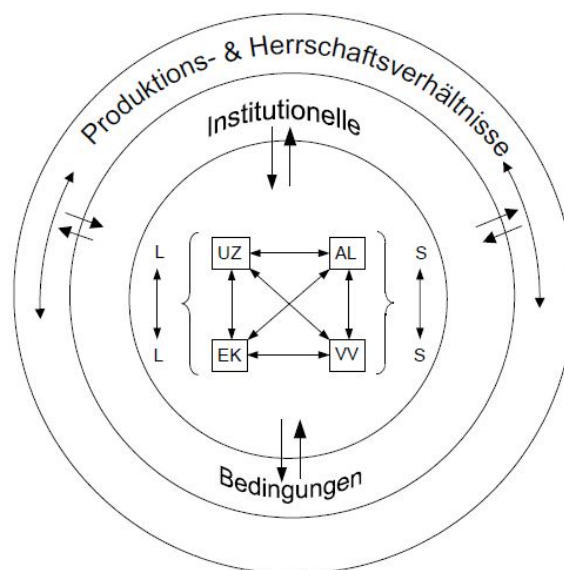 Produktions- & Herrschaftsverhältnisse
Institutionelle
L UZ AL S
L EK VV S
Bedingungen